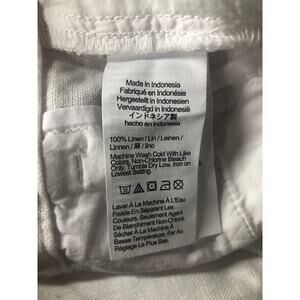 Made in Indonesia
Fabriqué en Indonésie
Hergestellt in Indonesien
Vervaardigd in Indonesië
インドネシア製
hecho en indonesia
100% Linen / Lin / Leinen /
Linnen / 麻 / lino
Machine Wash Cold With Like
Colors, Non-Chlorine Bleach
Only. Tumble Dry Low, Iron on
Lowest Setting.
Laver À La Machine À L'Eau
Froide En Séparant Les
Couleurs, Seulement Agent
De Blanchiment Non-Chloré.
Sécher À La Machine À
Basse Température. Fer Au
Réglage Le Plus Bas.